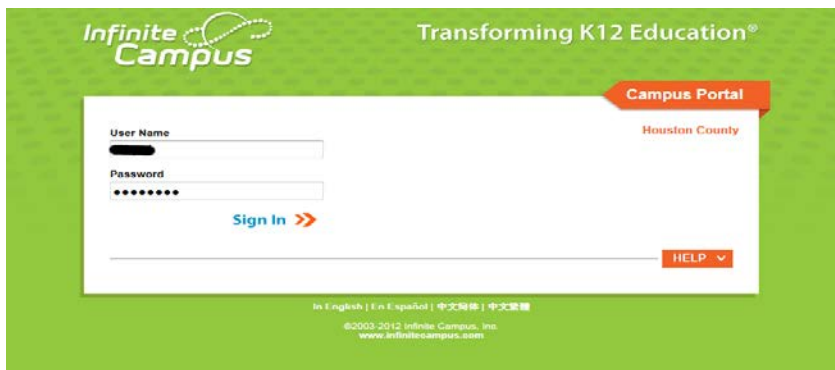 Infinite
Campus
Transforming K12 Education®
Campus Portal
Houston County
User Name
Password
••••••••
Sign In
HELP
In English | En Español | 中文简体 | 中文繁體
©2003-2012 Infinite Campus, Inc.
www.infinitecampus.com